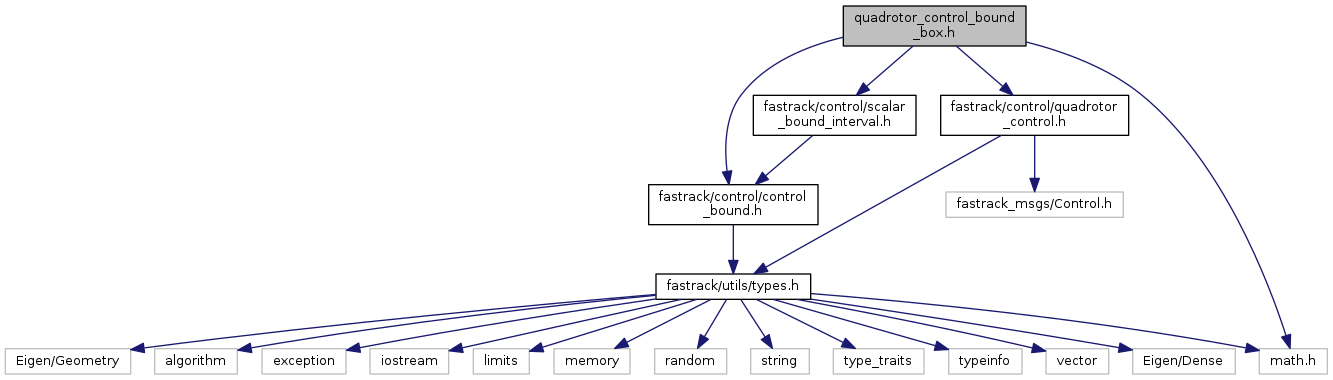 quadrotor_control_bound
_box.h
fastrack/control/scalar
_bound_interval.h
fastrack/control/quadrotor
_control.h
fastrack/control/control
_bound.h
fastrack_msgs/Control.h
fastrack/utils/types.h
Eigen/Geometry
algorithm
exception
iostream
limits
memory
random
string
type_traits
typeinfo
vector
Eigen/Dense
math.h